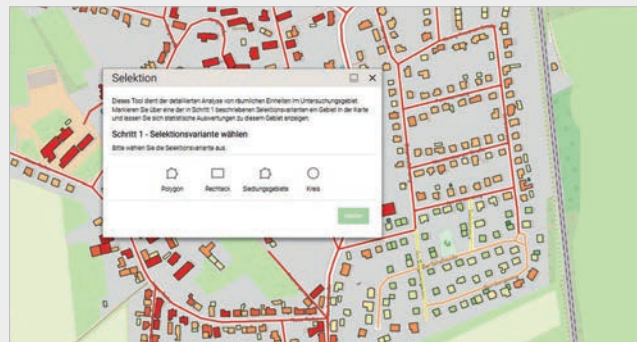 Selektion
Dieses Tool dient der detaillierten Analyse von räumlichen Einheiten im Untersuchungsgebiet.
Markieren Sie über eine der in Schritt 1 beschriebenen Selektionsvarianten ein Gebiet in der Karte
und lassen Sie sich statistische Auswertungen zu diesem Gebiet anzeigen.
Schritt 1 - Selektionsvariante wählen
Bitte wählen Sie die Selektionsvariante aus.
Polygon Rechteck Siedlungsgebiete Kreis
Weiter